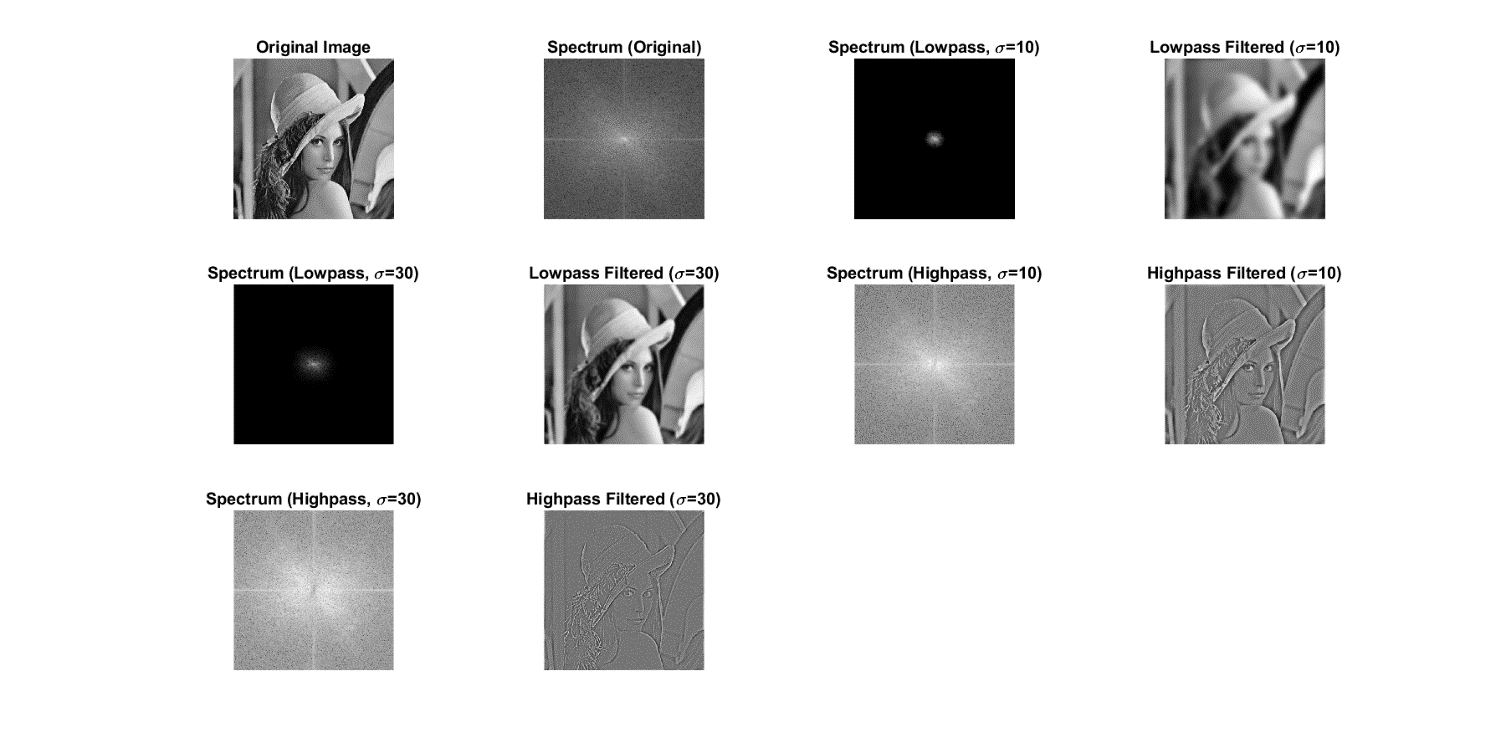 Original Image
Spectrum (Original)
Spectrum (Lowpass, σ=10)
Lowpass Filtered (σ=10)
Spectrum (Lowpass, σ=30)
Lowpass Filtered (σ=30)
Spectrum (Highpass, σ=10)
Highpass Filtered (σ=10)
Spectrum (Highpass, σ=30)
Highpass Filtered (σ=30)